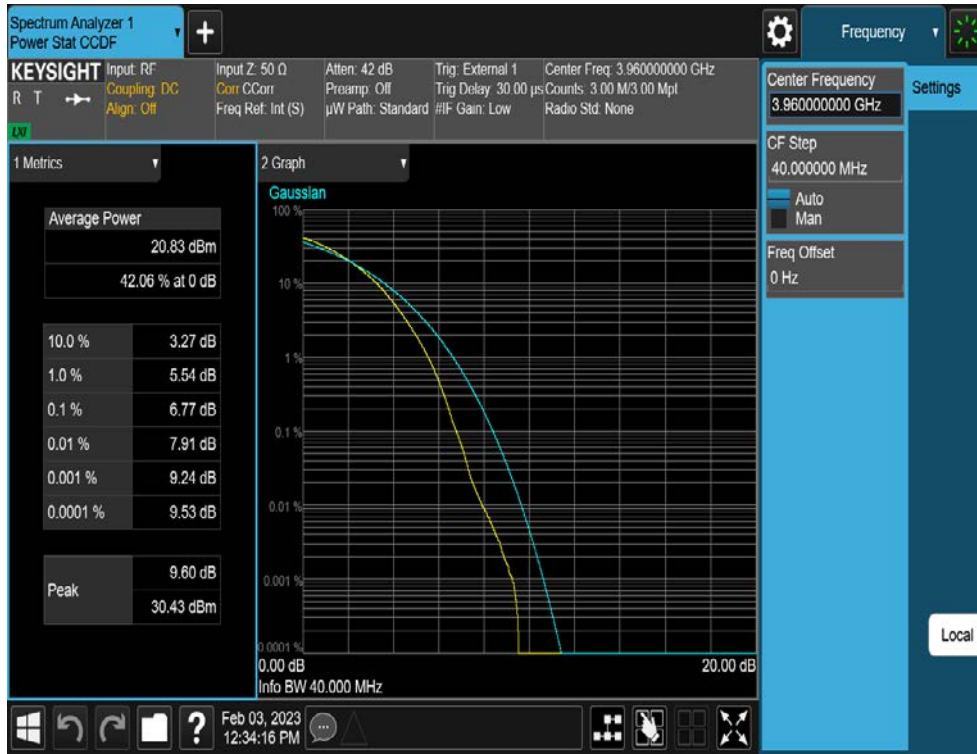 Spectrum Analyzer 1
Power Stat CCDF
+
Frequency
KEYSIGHT
R T
LXI
Input: RF
Coupling: DC
Align: Off
Input Z: 50 Ω
Corr CCorr
Freq Ref: Int (S)
Atten: 42 dB
Preamp: Off
µW Path: Standard
Trig: External 1
Trig Delay: 30.00 µs
#IF Gain: Low
Center Freq: 3.960000000 GHz
Counts: 3.00 M/3.00 Mpt
Radio Std: None
Center Frequency
3.960000000 GHz
Settings
CF Step
40.000000 MHz
Auto
Man
Freq Offset
0 Hz
Local
1 Metrics
Average Power
20.83 dBm
42.06 % at 0 dB
10.0 % 3.27 dB
1.0 % 5.54 dB
0.1 % 6.77 dB
0.01 % 7.91 dB
0.001 % 9.24 dB
0.0001 % 9.53 dB
Peak
9.60 dB
30.43 dBm
2 Graph
Gaussian
100 %
10 %
1 %
0.1 %
0.01 %
0.001 %
0.0001 %
0.00 dB 20.00 dB
Info BW 40.000 MHz
?
Feb 03, 2023
12:34:16 PM